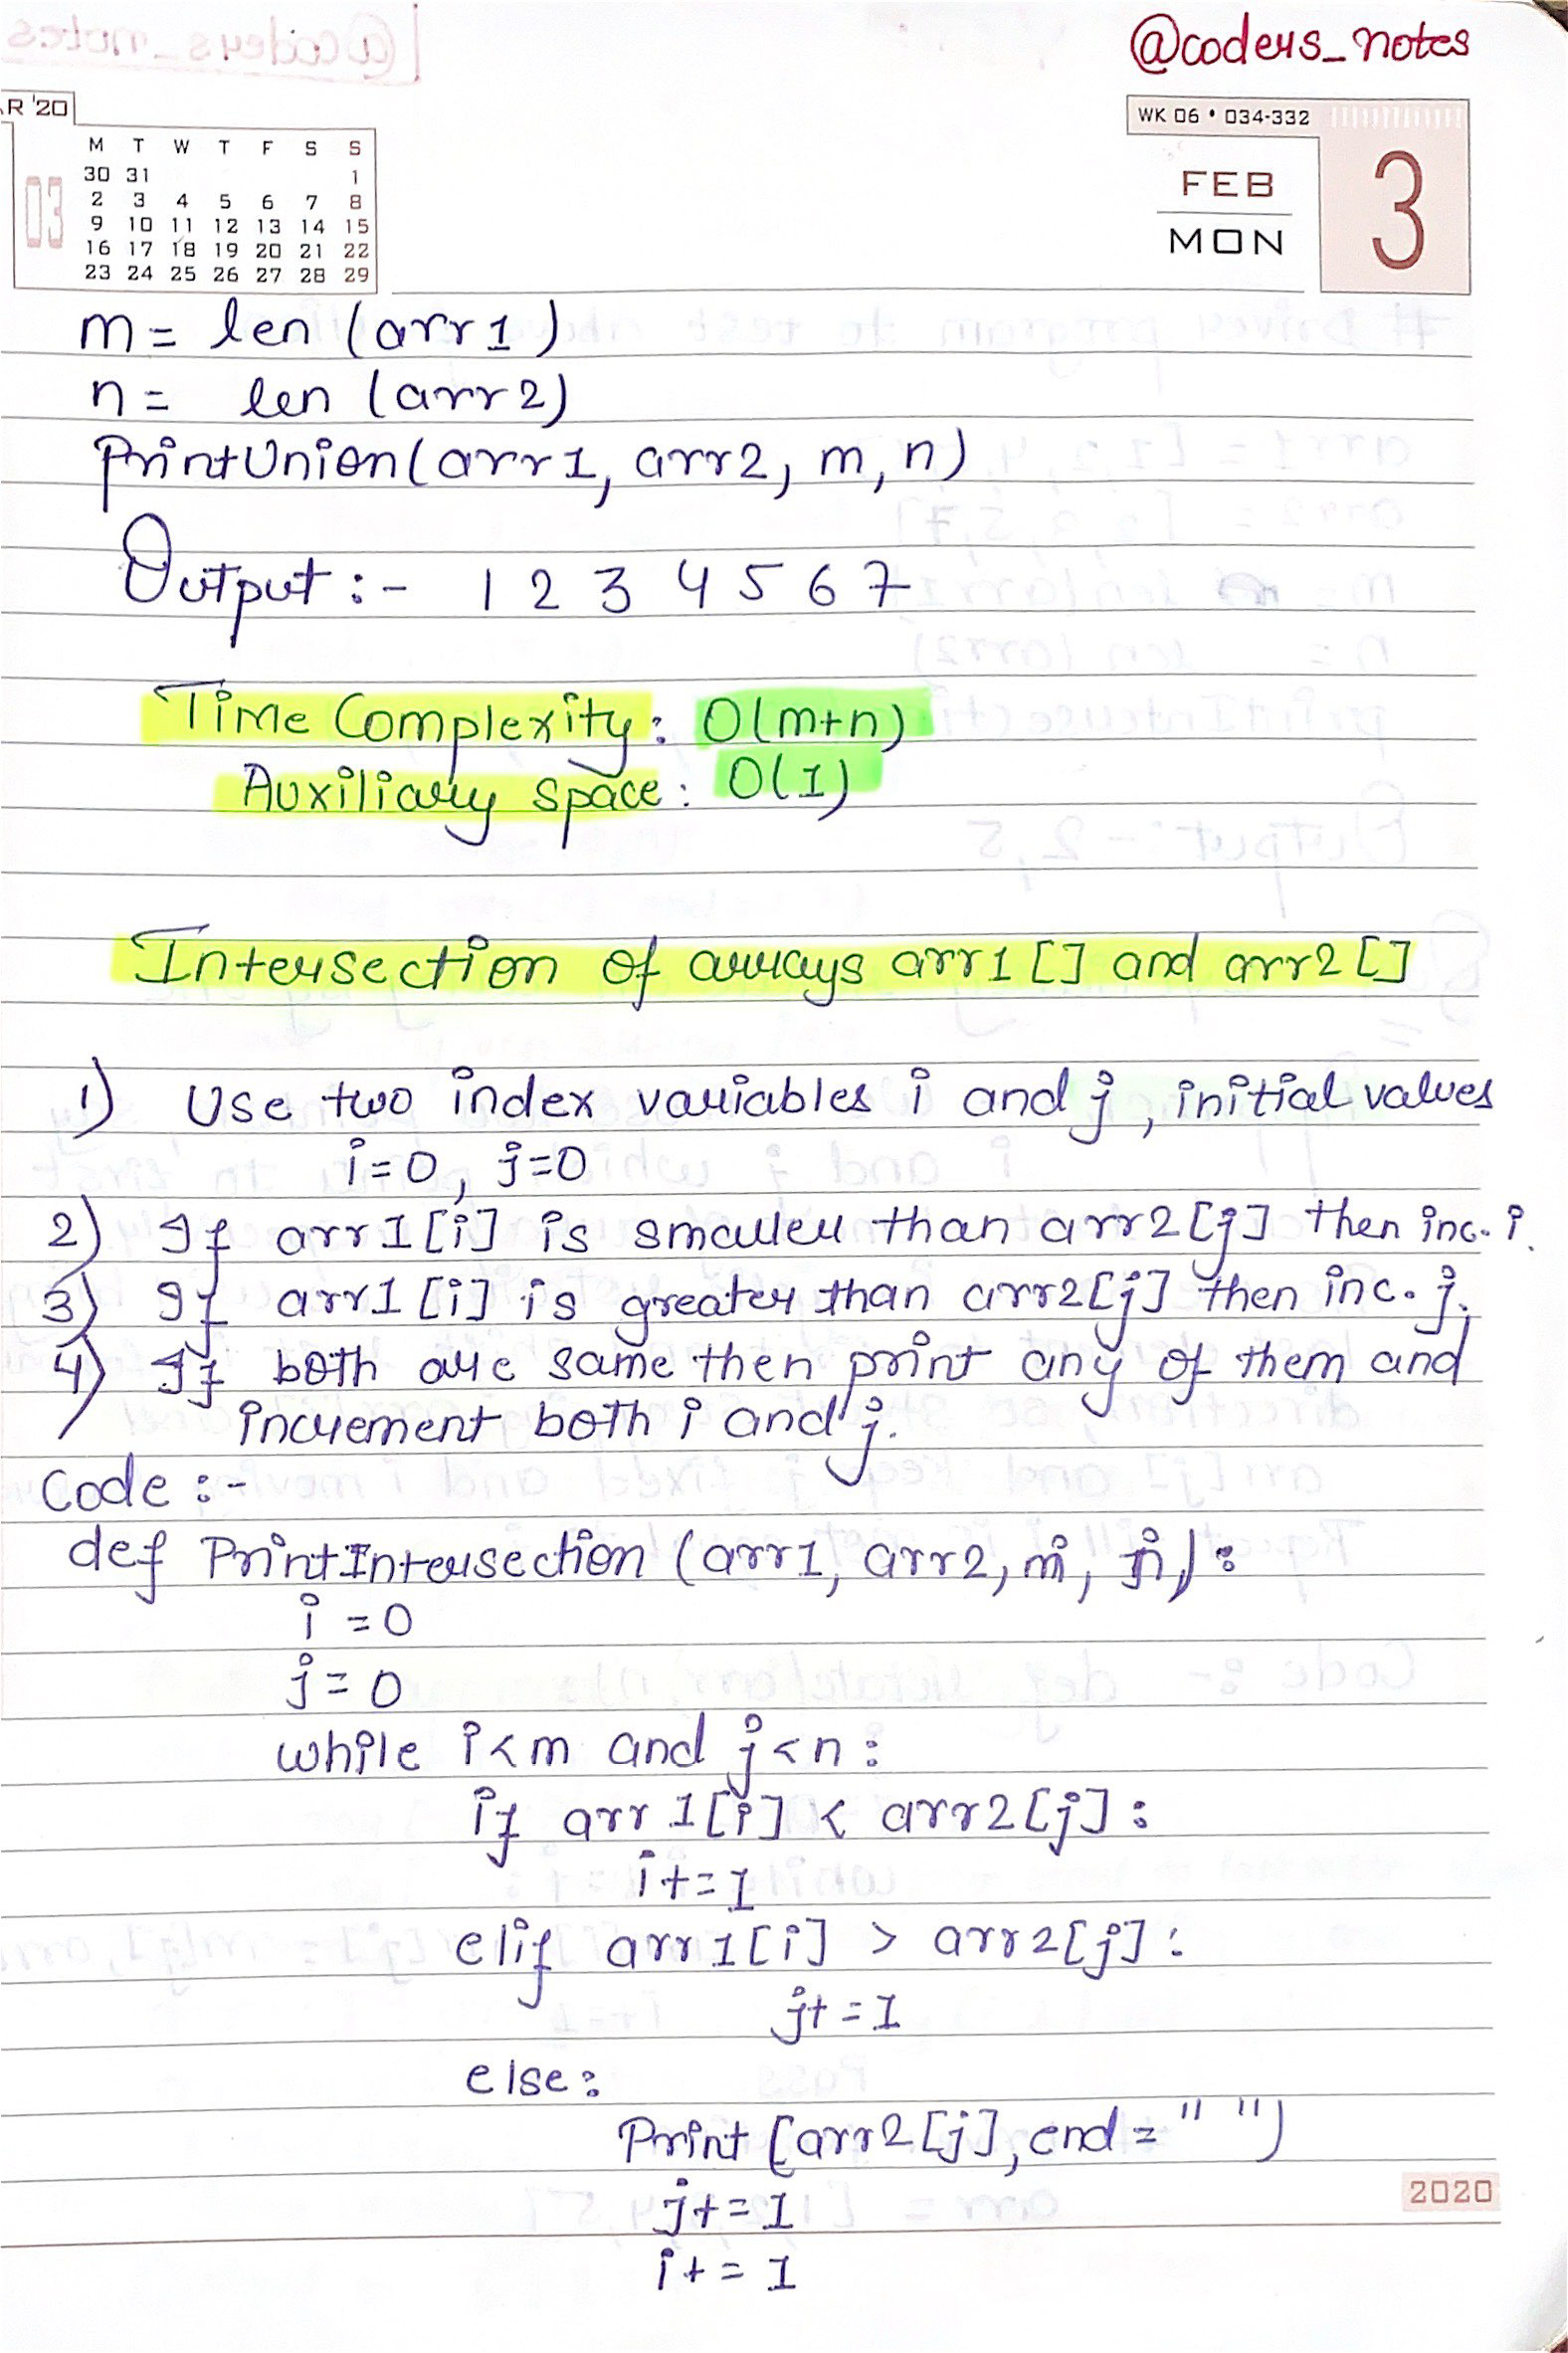 @coders_notes
AR '20
03
M T W T F S S
30 31 1
2 3 4 5 6 7 8
9 10 11 12 13 14 15
16 17 18 19 20 21 22
23 24 25 26 27 28 29
WK 06 • 034-332
FEB
MON
3
m = len (arr1)
n = len (arr2)
PrintUnion(arr1, arr2, m, n)
Output :- 1 2 3 4 5 6 7
Time Complexity: O(m+n)
Auxiliary space: O(1)
Intersection of arrays arr1 [] and arr2 []
1) Use two index variables i and j, initial values
i=0, j=0
2) If arr1[i] is smaller than arr2[j] then inc. i.
3) If arr1[i] is greater than arr2[j] then inc. j.
4) If both are same then print any of them and
increment both i and j.
Code :-
def PrintIntersection (arr1, arr2, m, n):
i = 0
j = 0
while i<m and j<n :
if arr1[i] < arr2[j] :
i+=1
elif arr1[i] > arr2[j] :
j+=1
else:
Print (arr2[j], end = " ")
j+=1
i+=1
2020